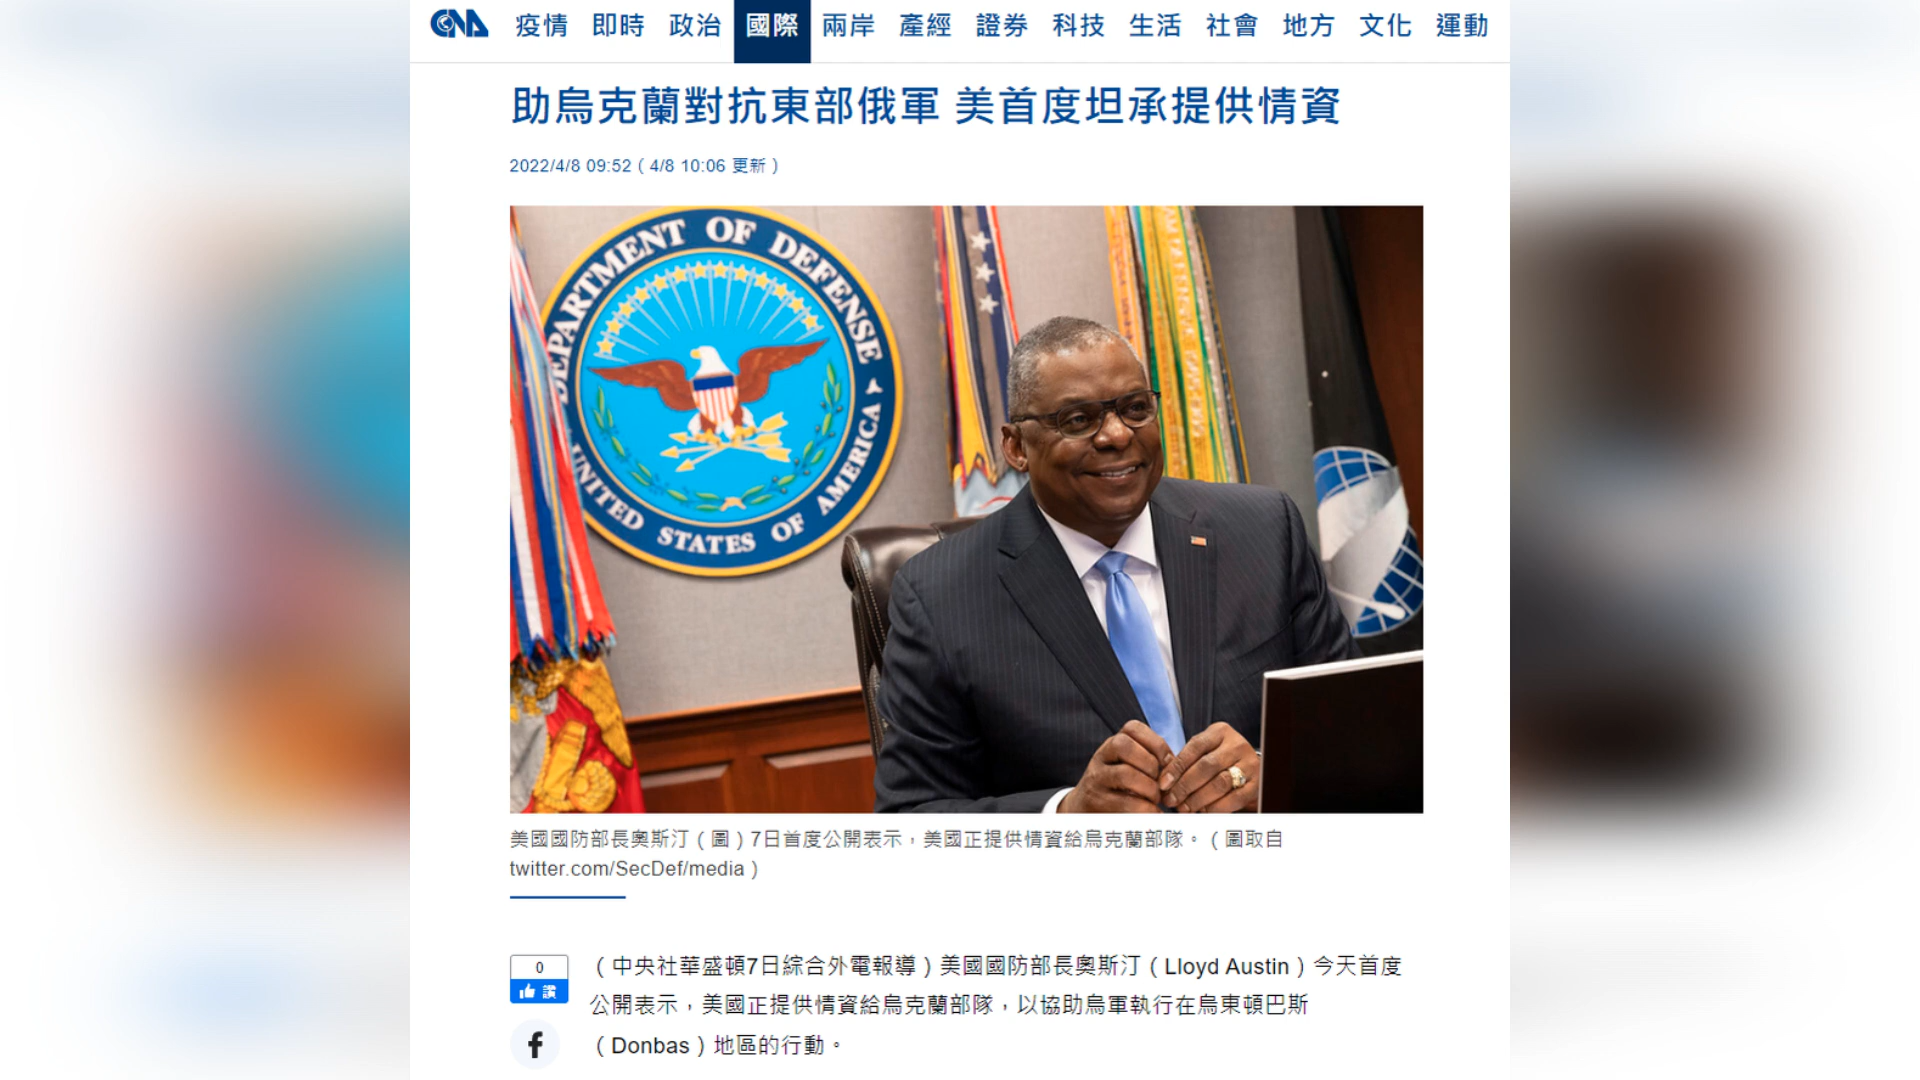 CNA 疫情 即時 政治 國際 兩岸 產經 證券 科技 生活 社會 地方 文化 運動
助烏克蘭對抗東部俄軍 美首度坦承提供情資
2022/4/8 09:52（4/8 10:06 更新）
DEPARTMENT OF DEFENSE
UNITED STATES OF AMERICA
美國國防部長奧斯汀（圖）7日首度公開表示，美國正提供情資給烏克蘭部隊。（圖取自
twitter.com/SecDef/media）
0
讚
（中央社華盛頓7日綜合外電報導）美國國防部長奧斯汀（Lloyd Austin）今天首度
公開表示，美國正提供情資給烏克蘭部隊，以協助烏軍執行在烏東頓巴斯
（Donbas）地區的行動。